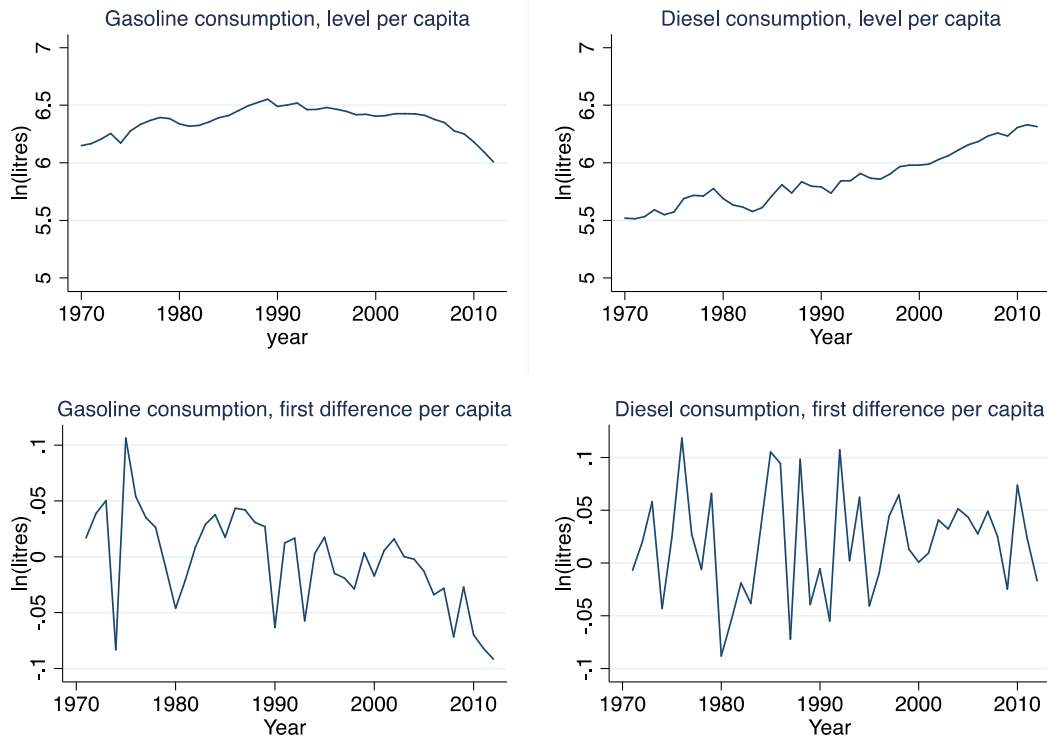 Gasoline consumption, level per capita
ln(litres)
7
6.5
6
5.5
5
1970 1980 1990 2000 2010
year
Diesel consumption, level per capita
ln(litres)
7
6.5
6
5.5
5
1970 1980 1990 2000 2010
Year
Gasoline consumption, first difference per capita
ln(litres)
.1
.05
0
-.05
-.1
1970 1980 1990 2000 2010
Year
Diesel consumption, first difference per capita
ln(litres)
.1
.05
0
-.05
-.1
1970 1980 1990 2000 2010
Year